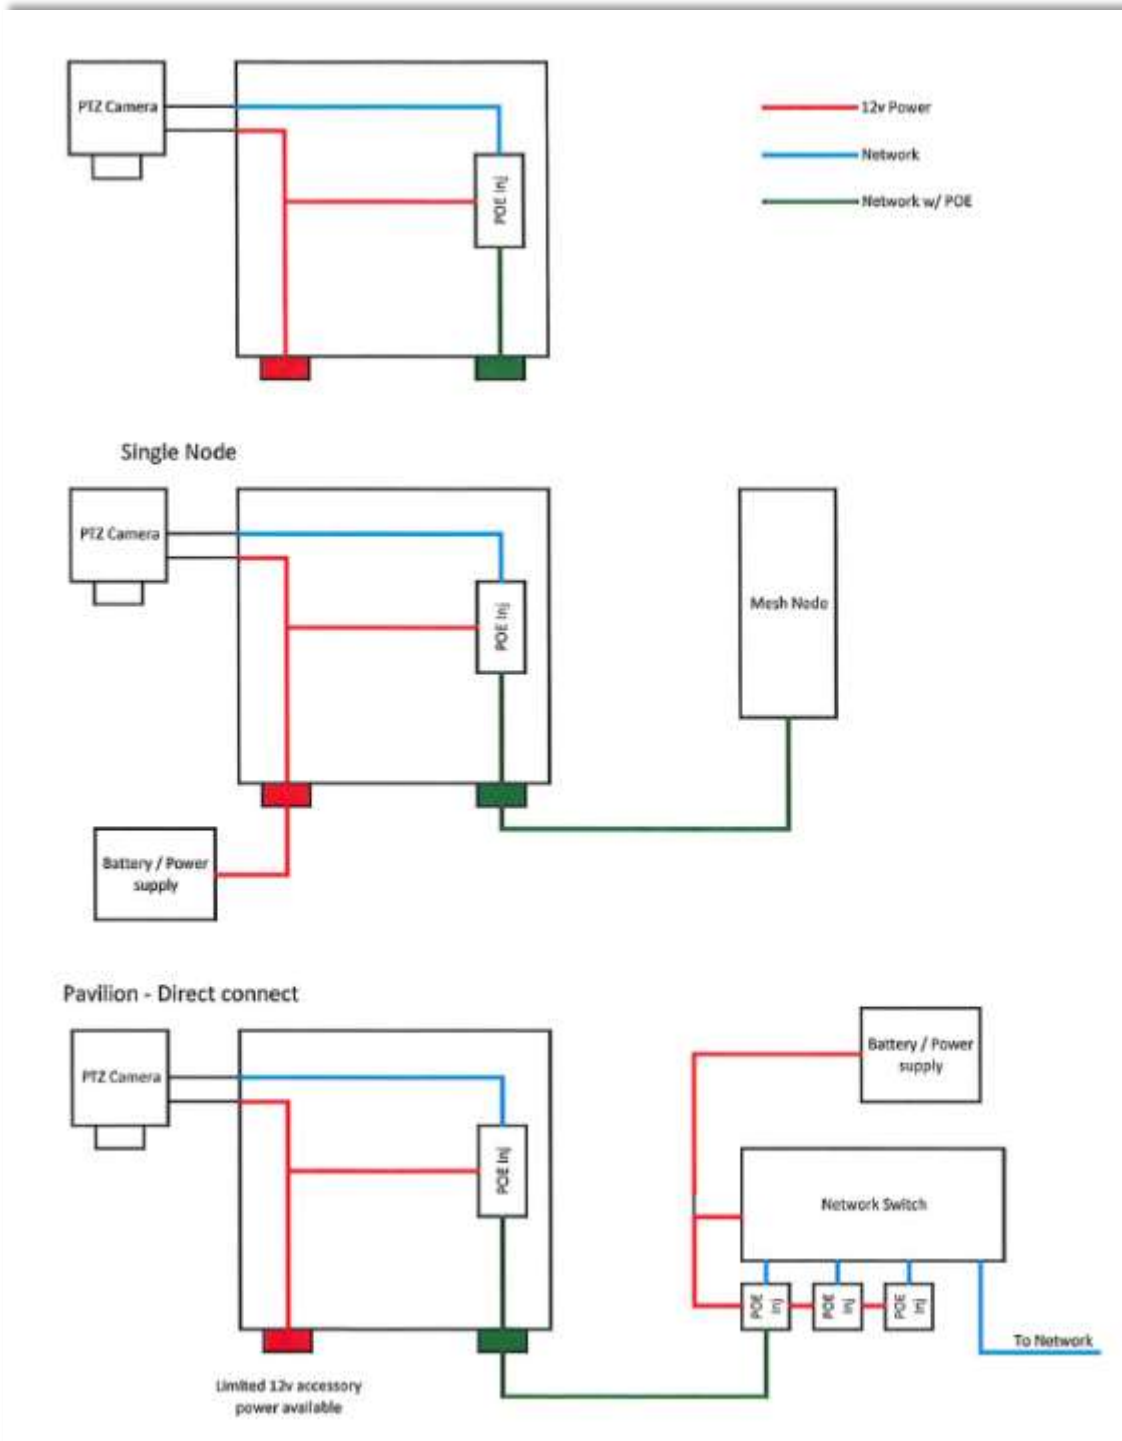 PTZ Camera
POE Inj
12v Power
Network
Network w/ POE
Single Node
PTZ Camera
POE Inj
Mesh Node
Battery / Power
supply
Pavilion - Direct connect
PTZ Camera
POE Inj
Limited 12v accessory
power available
Battery / Power
supply
Network Switch
POE
Inj
POE
Inj
POE
Inj
To Network